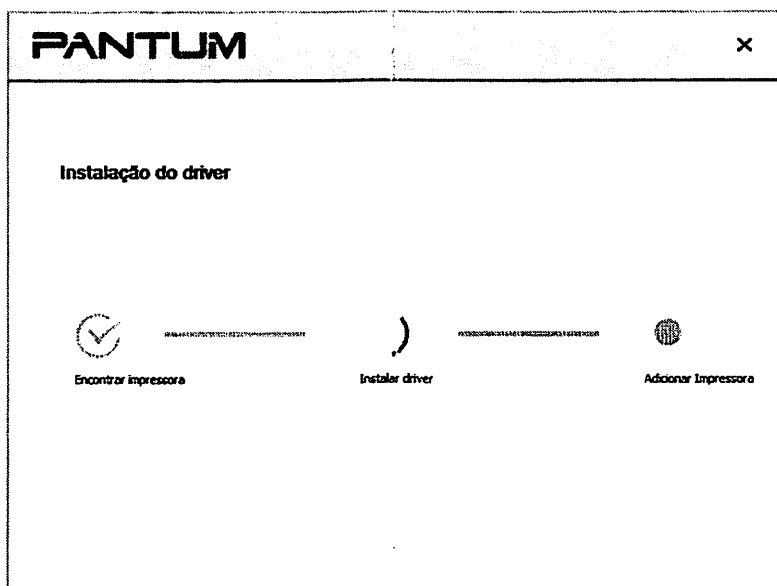 PANTUM
Instalação do driver
Encontrar impressora
Instalar driver
Adicionar Impressora